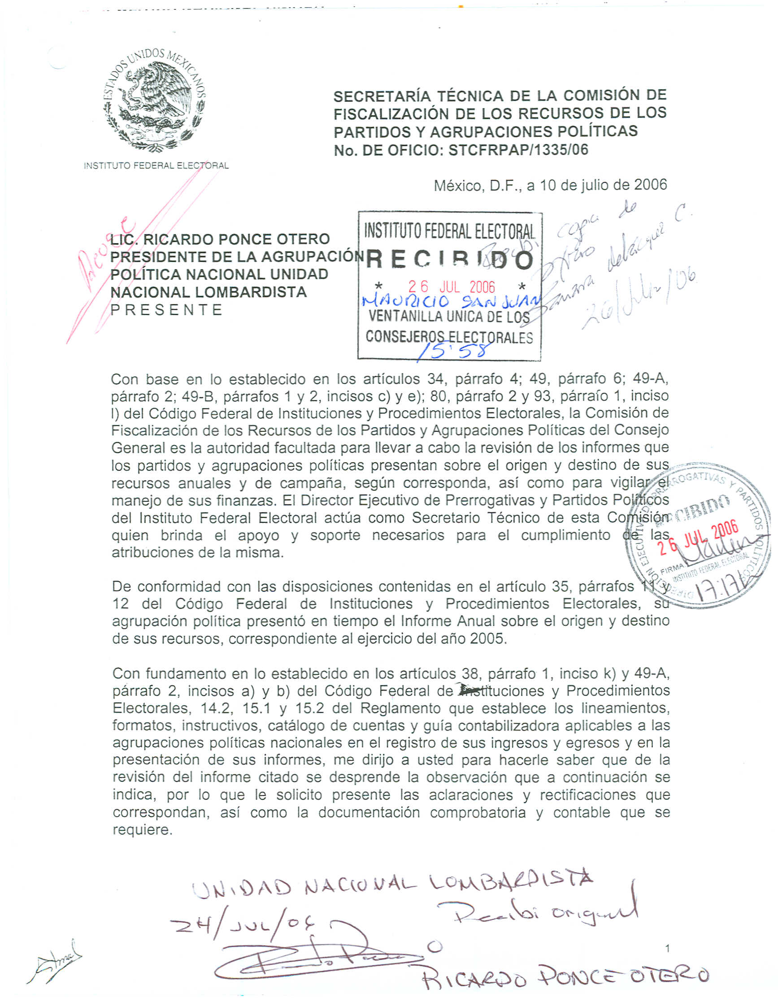 ESTADOS UNIDOS MEXICANOS
INSTITUTO FEDERAL ELECTORAL
SECRETARÍA TÉCNICA DE LA COMISIÓN DE
FISCALIZACIÓN DE LOS RECURSOS DE LOS
PARTIDOS Y AGRUPACIONES POLÍTICAS
No. DE OFICIO: STCFRPAP/1335/06
México, D.F., a 10 de julio de 2006
LIC. RICARDO PONCE OTERO
PRESIDENTE DE LA AGRUPACIÓN
POLÍTICA NACIONAL UNIDAD
NACIONAL LOMBARDISTA
P R E S E N T E
Acuse
INSTITUTO FEDERAL ELECTORAL
RECIBIDO
* 26 JUL 2006 *
MAURICIO SAN JUAN
VENTANILLA UNICA DE LOS
CONSEJEROS ELECTORALES
15:58
Recibi copia de
26/Julio/06
Con base en lo establecido en los artículos 34, párrafo 4; 49, párrafo 6; 49-A,
párrafo 2; 49-B, párrafos 1 y 2, incisos c) y e); 80, párrafo 2 y 93, párrafo 1, inciso
l) del Código Federal de Instituciones y Procedimientos Electorales, la Comisión de
Fiscalización de los Recursos de los Partidos y Agrupaciones Políticas del Consejo
General es la autoridad facultada para llevar a cabo la revisión de los informes que
los partidos y agrupaciones políticas presentan sobre el origen y destino de sus
recursos anuales y de campaña, según corresponda, así como para vigilar el
manejo de sus finanzas. El Director Ejecutivo de Prerrogativas y Partidos Políticos
del Instituto Federal Electoral actúa como Secretario Técnico de esta Comisión
quien brinda el apoyo y soporte necesarios para el cumplimiento de las
atribuciones de la misma.
DIRECCIÓN EJECUTIVA DE PRERROGATIVAS Y PARTIDOS POLÍTICOS
RECIBIDO
26 JUL 2006
FIRMA
INSTITUTO FEDERAL ELECTORAL
17:17
De conformidad con las disposiciones contenidas en el artículo 35, párrafos 11 y
12 del Código Federal de Instituciones y Procedimientos Electorales, su
agrupación política presentó en tiempo el Informe Anual sobre el origen y destino
de sus recursos, correspondiente al ejercicio del año 2005.
Con fundamento en lo establecido en los artículos 38, párrafo 1, inciso k) y 49-A,
párrafo 2, incisos a) y b) del Código Federal de Instituciones y Procedimientos
Electorales, 14.2, 15.1 y 15.2 del Reglamento que establece los lineamientos,
formatos, instructivos, catálogo de cuentas y guía contabilizadora aplicables a las
agrupaciones políticas nacionales en el registro de sus ingresos y egresos y en la
presentación de sus informes, me dirijo a usted para hacerle saber que de la
revisión del informe citado se desprende la observación que a continuación se
indica, por lo que le solicito presente las aclaraciones y rectificaciones que
correspondan, así como la documentación comprobatoria y contable que se
requiere.
UNIDAD NACIONAL LOMBARDISTA
24/JUL/06 Recibi original
RICARDO PONCE OTERO
1